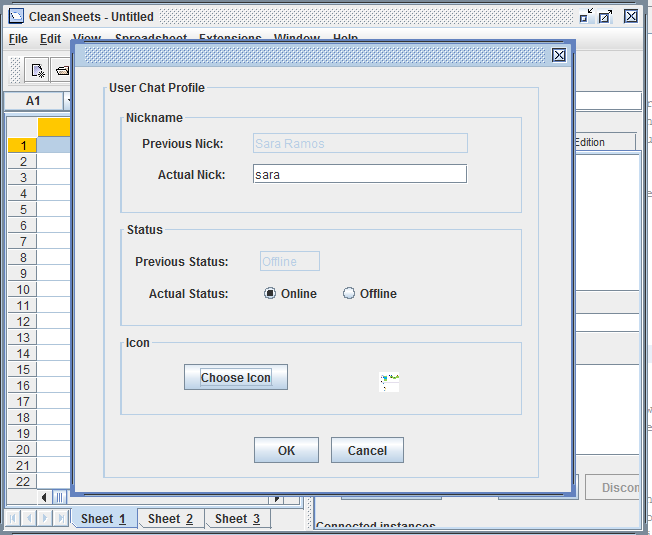 CleanSheets - Untitled
File Edit View Spreadsheet Extensions Window Help
A1
User Chat Profile
Nickname
Previous Nick: Sara Ramos
Actual Nick: sara
Edition
Status
Previous Status: Offline
Actual Status: Online Offline
Icon
Choose Icon
OK Cancel
1
2
3
4
5
6
7
8
9
10
11
12
13
14
15
16
17
18
19
20
21
22
Discon
Sheet 1 Sheet 2 Sheet 3
Connected instances